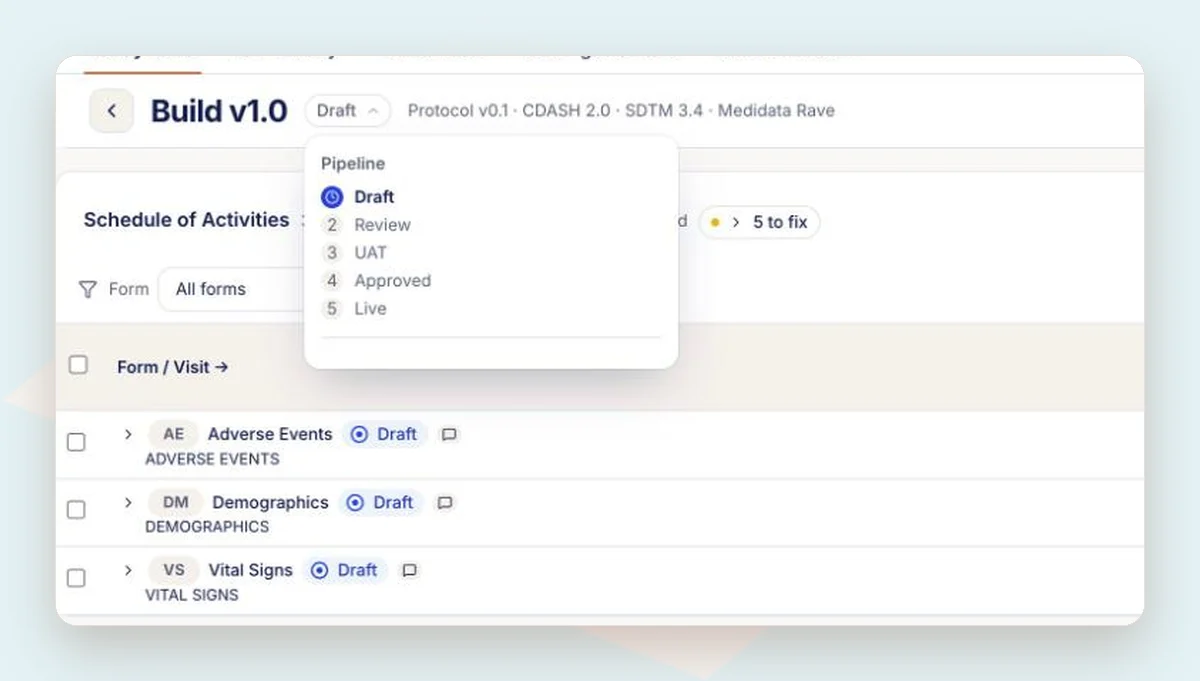 Build v1.0 Draft Protocol v0.1 · CDASH 2.0 · SDTM 3.4 · Medidata Rave
Pipeline
Draft
2 Review
3 UAT
4 Approved
5 Live
Schedule of Activities
d 5 to fix
Form All forms
Form / Visit →
AE Adverse Events Draft
ADVERSE EVENTS
DM Demographics Draft
DEMOGRAPHICS
VS Vital Signs Draft
VITAL SIGNS